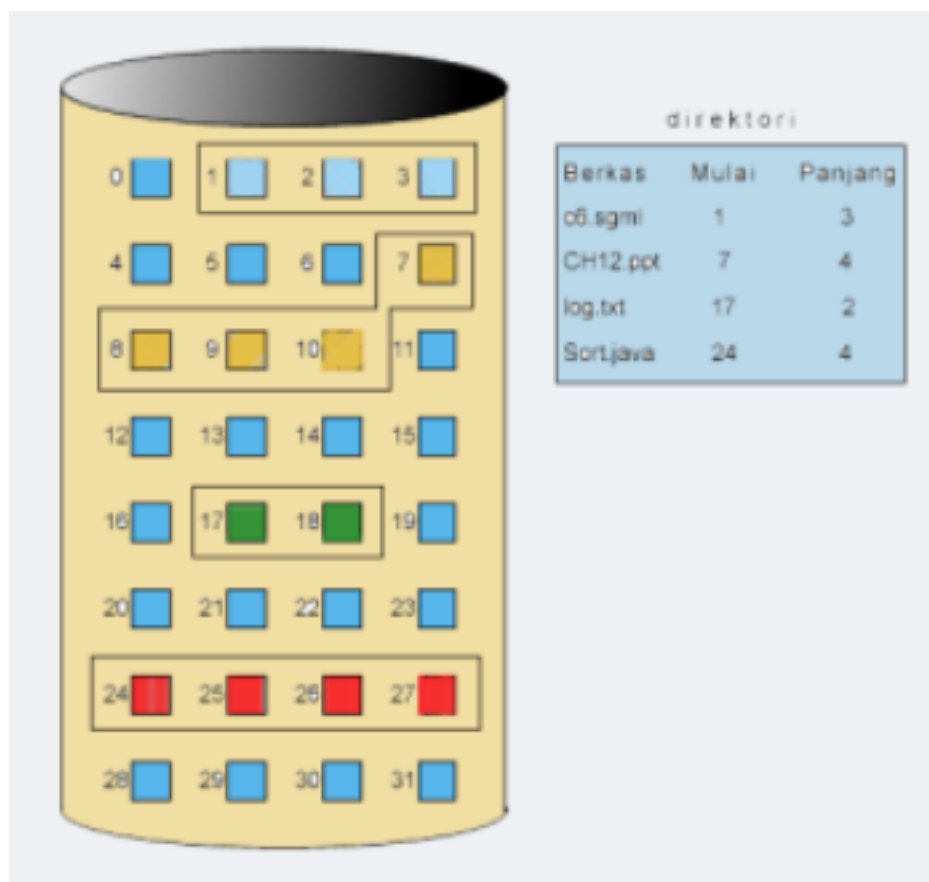 direktori
0 1 2 3
Berkas Mulai Panjang
c6.sgml 1 3
4 5 6 7
CH12.ppt 7 4
log.txt 17 2
8 9 10 11
Sort.java 24 4
12 13 14 15
16 17 18 19
20 21 22 23
24 25 26 27
28 29 30 31